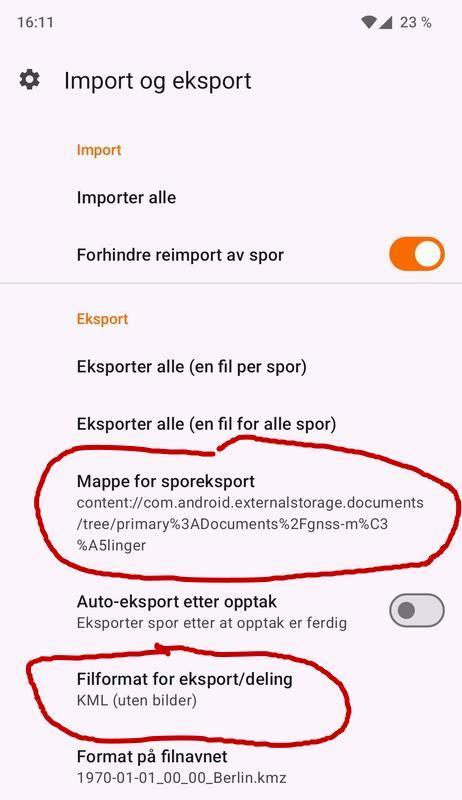 16:11
23 %
Import og eksport
Import
Importer alle
Forhindre reimport av spor
Eksport
Eksporter alle (en fil per spor)
Eksporter alle (en fil for alle spor)
Mappe for sporeksport
content://com.android.externalstorage.documents
/tree/primary%3ADocuments%2Fgnss-m%C3
%A5linger
Auto-eksport etter opptak
Eksporter spor etter at opptak er ferdig
Filformat for eksport/deling
KML (uten bilder)
Format på filnavnet
1970-01-01_00_00_Berlin.kmz